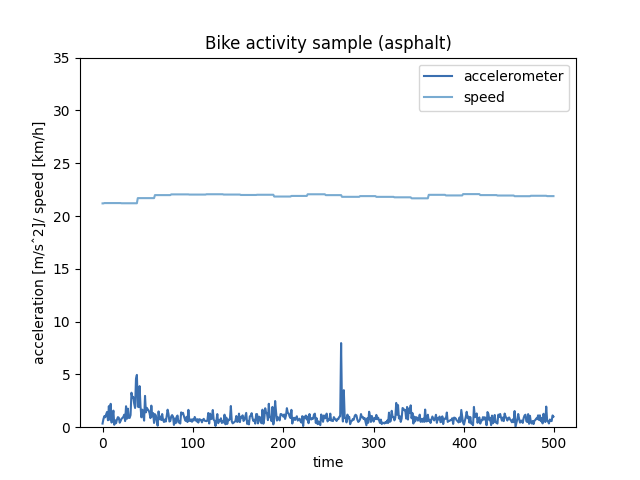 Bike activity sample (asphalt)
accelerometer
speed
acceleration [m/sˆ2]/ speed [km/h]
35
30
25
20
15
10
5
0
0 100 200 300 400 500
time